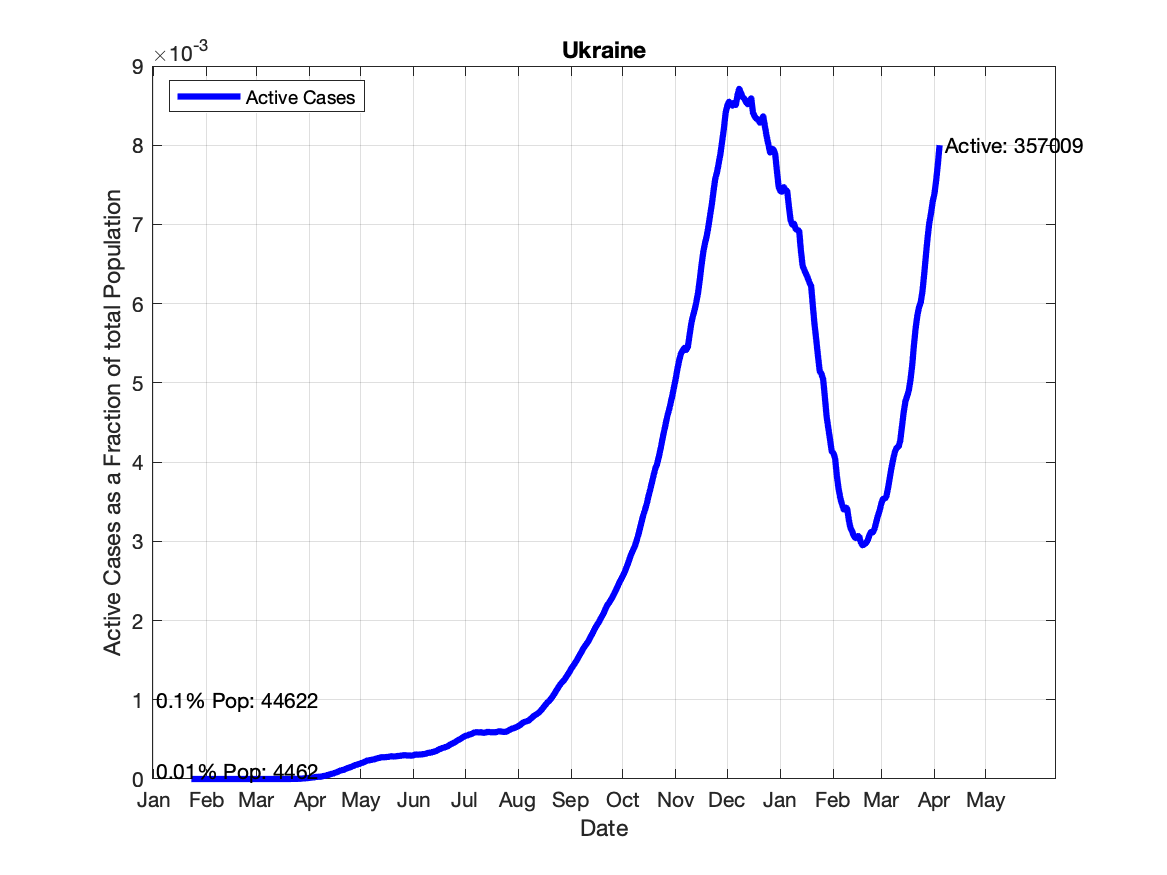 Ukraine
×10-3
Active Cases
9
8
7
6
5
4
3
2
1
0
Active Cases as a Fraction of total Population
Active: 357009
0.1% Pop: 44622
0.01% Pop: 4462
Jan Feb Mar Apr May Jun Jul Aug Sep Oct Nov Dec Jan Feb Mar Apr May
Date